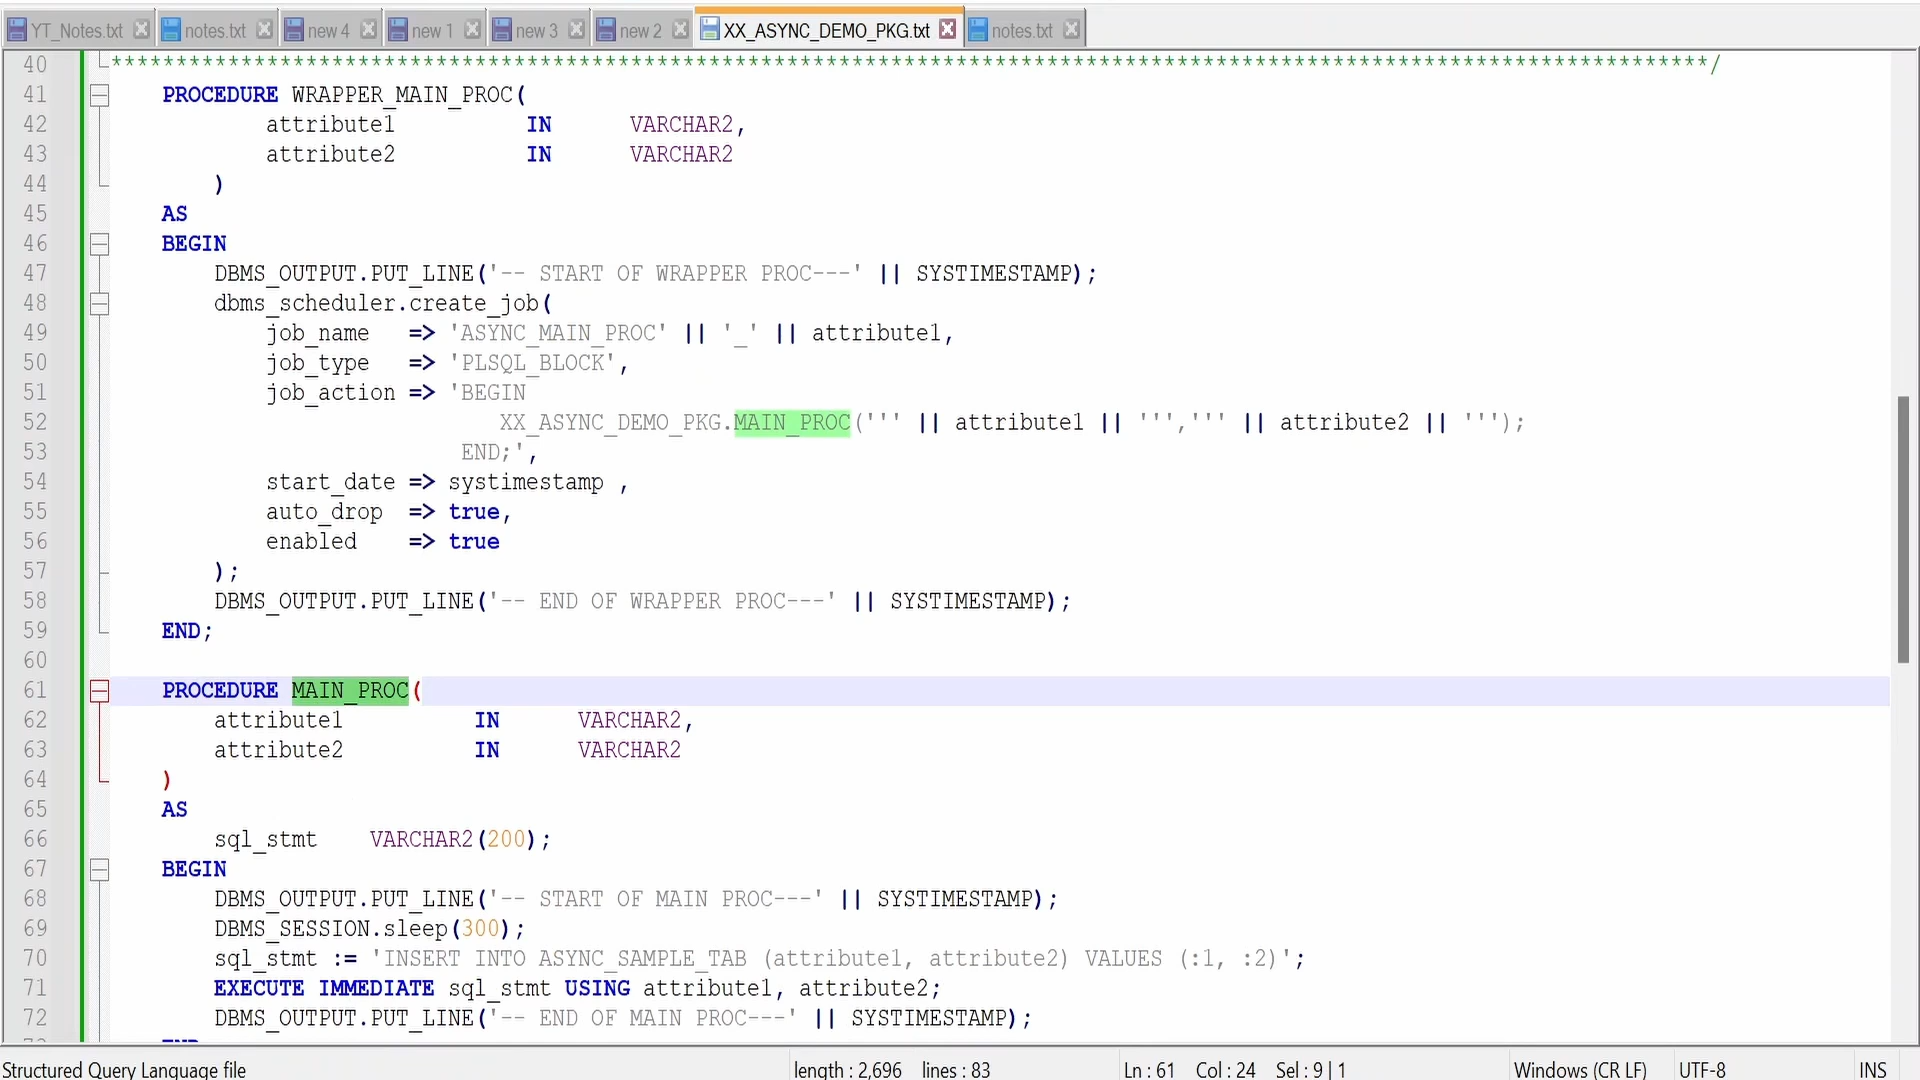 YT_Notes.txt notes.txt new 4 new 1 new 3 new 2 XX_ASYNC_DEMO_PKG.txt notes.txt
40 ***************************************************************************************************************************/
41 PROCEDURE WRAPPER_MAIN_PROC(
42 attribute1 IN VARCHAR2,
43 attribute2 IN VARCHAR2
44 )
45 AS
46 BEGIN
47 DBMS_OUTPUT.PUT_LINE('-- START OF WRAPPER PROC---' || SYSTIMESTAMP);
48 dbms_scheduler.create_job(
49 job_name => 'ASYNC_MAIN_PROC' || '_' || attribute1,
50 job_type => 'PLSQL_BLOCK',
51 job_action => 'BEGIN
52 XX_ASYNC_DEMO_PKG.MAIN_PROC(''' || attribute1 || ''',''' || attribute2 || ''');
53 END;',
54 start_date => systimestamp ,
55 auto_drop => true,
56 enabled => true
57 );
58 DBMS_OUTPUT.PUT_LINE('-- END OF WRAPPER PROC---' || SYSTIMESTAMP);
59 END;
60
61 PROCEDURE MAIN_PROC(
62 attribute1 IN VARCHAR2,
63 attribute2 IN VARCHAR2
64 )
65 AS
66 sql_stmt VARCHAR2(200);
67 BEGIN
68 DBMS_OUTPUT.PUT_LINE('-- START OF MAIN PROC---' || SYSTIMESTAMP);
69 DBMS_SESSION.sleep(300);
70 sql_stmt := 'INSERT INTO ASYNC_SAMPLE_TAB (attribute1, attribute2) VALUES (:1, :2)';
71 EXECUTE IMMEDIATE sql_stmt USING attribute1, attribute2;
72 DBMS_OUTPUT.PUT_LINE('-- END OF MAIN PROC---' || SYSTIMESTAMP);
Structured Query Language file length : 2,696 lines : 83 Ln : 61 Col : 24 Sel : 9 | 1 Windows (CR LF) UTF-8 INS